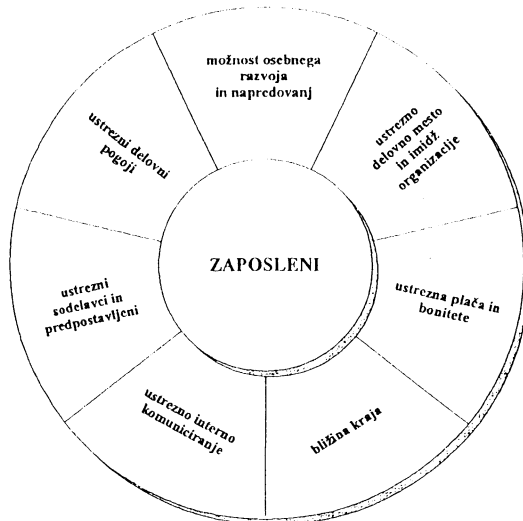 možnost osebnega
razvoja
in napredovanj
ustrezno
delovno mesto
in imidž
organizacije
ustrezna plača in
bonitete
bližina kraja
ustrezno interno
komuniciranje
ustrezni
sodelavci in
predpostavljeni
ustrezni delovni
pogoji
ZAPOSLENI